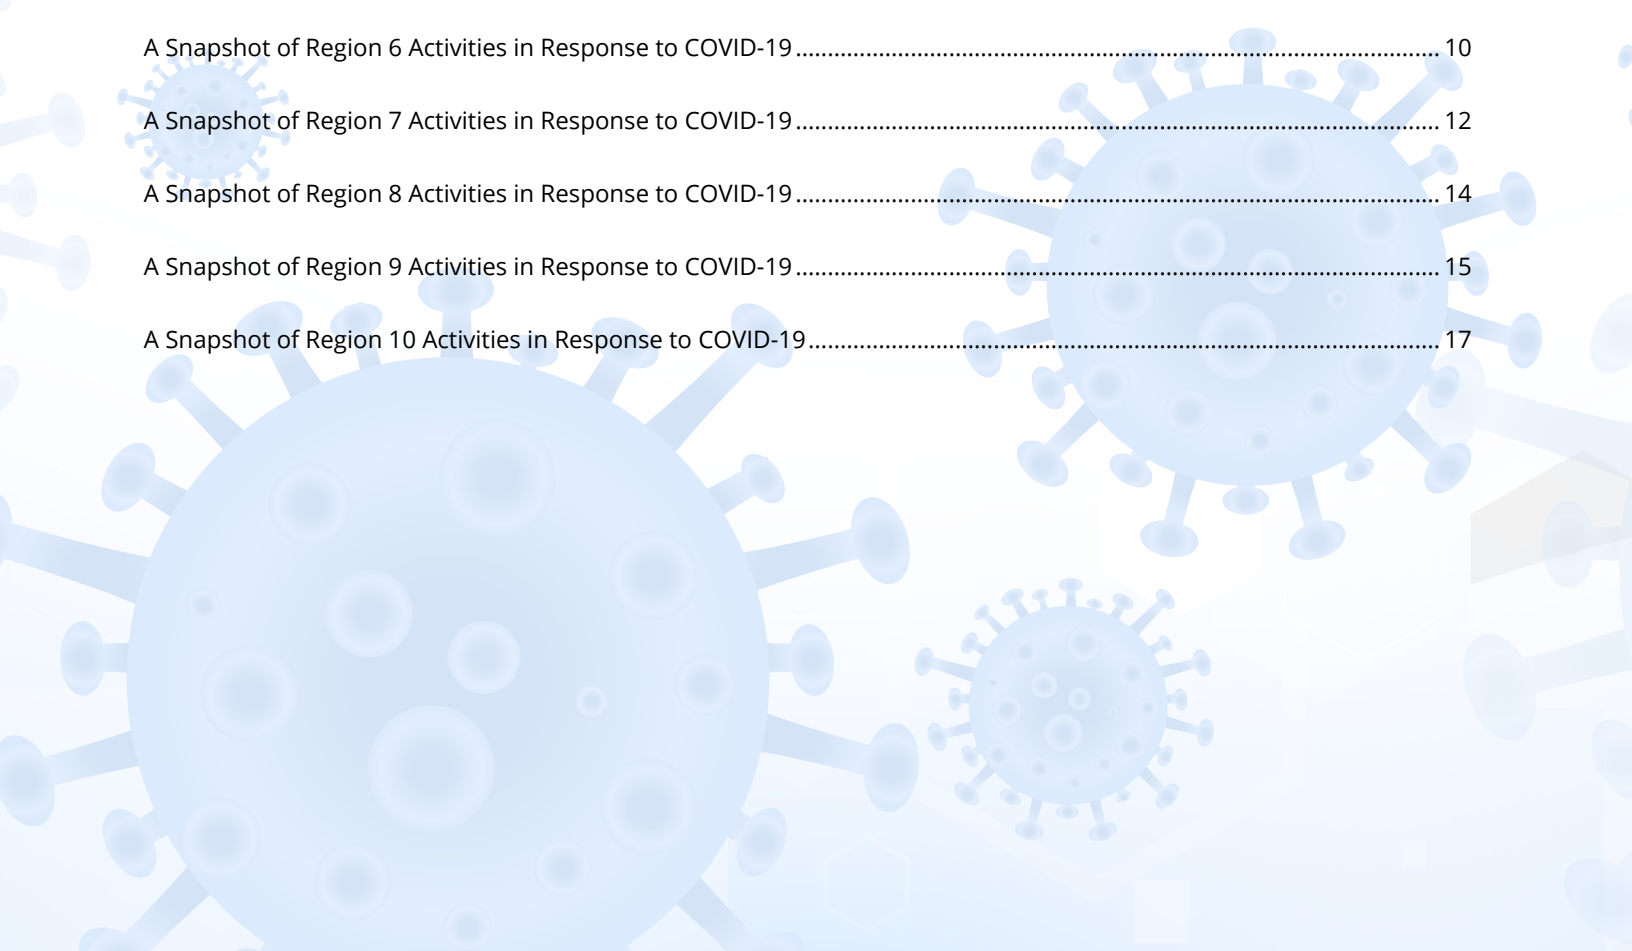 A Snapshot of Region 6 Activities in Response to COVID-19.................................................................................................... 10
A Snapshot of Region 7 Activities in Response to COVID-19.................................................................................................... 12
A Snapshot of Region 8 Activities in Response to COVID-19.................................................................................................... 14
A Snapshot of Region 9 Activities in Response to COVID-19.................................................................................................... 15
A Snapshot of Region 10 Activities in Response to COVID-19.................................................................................................. 17